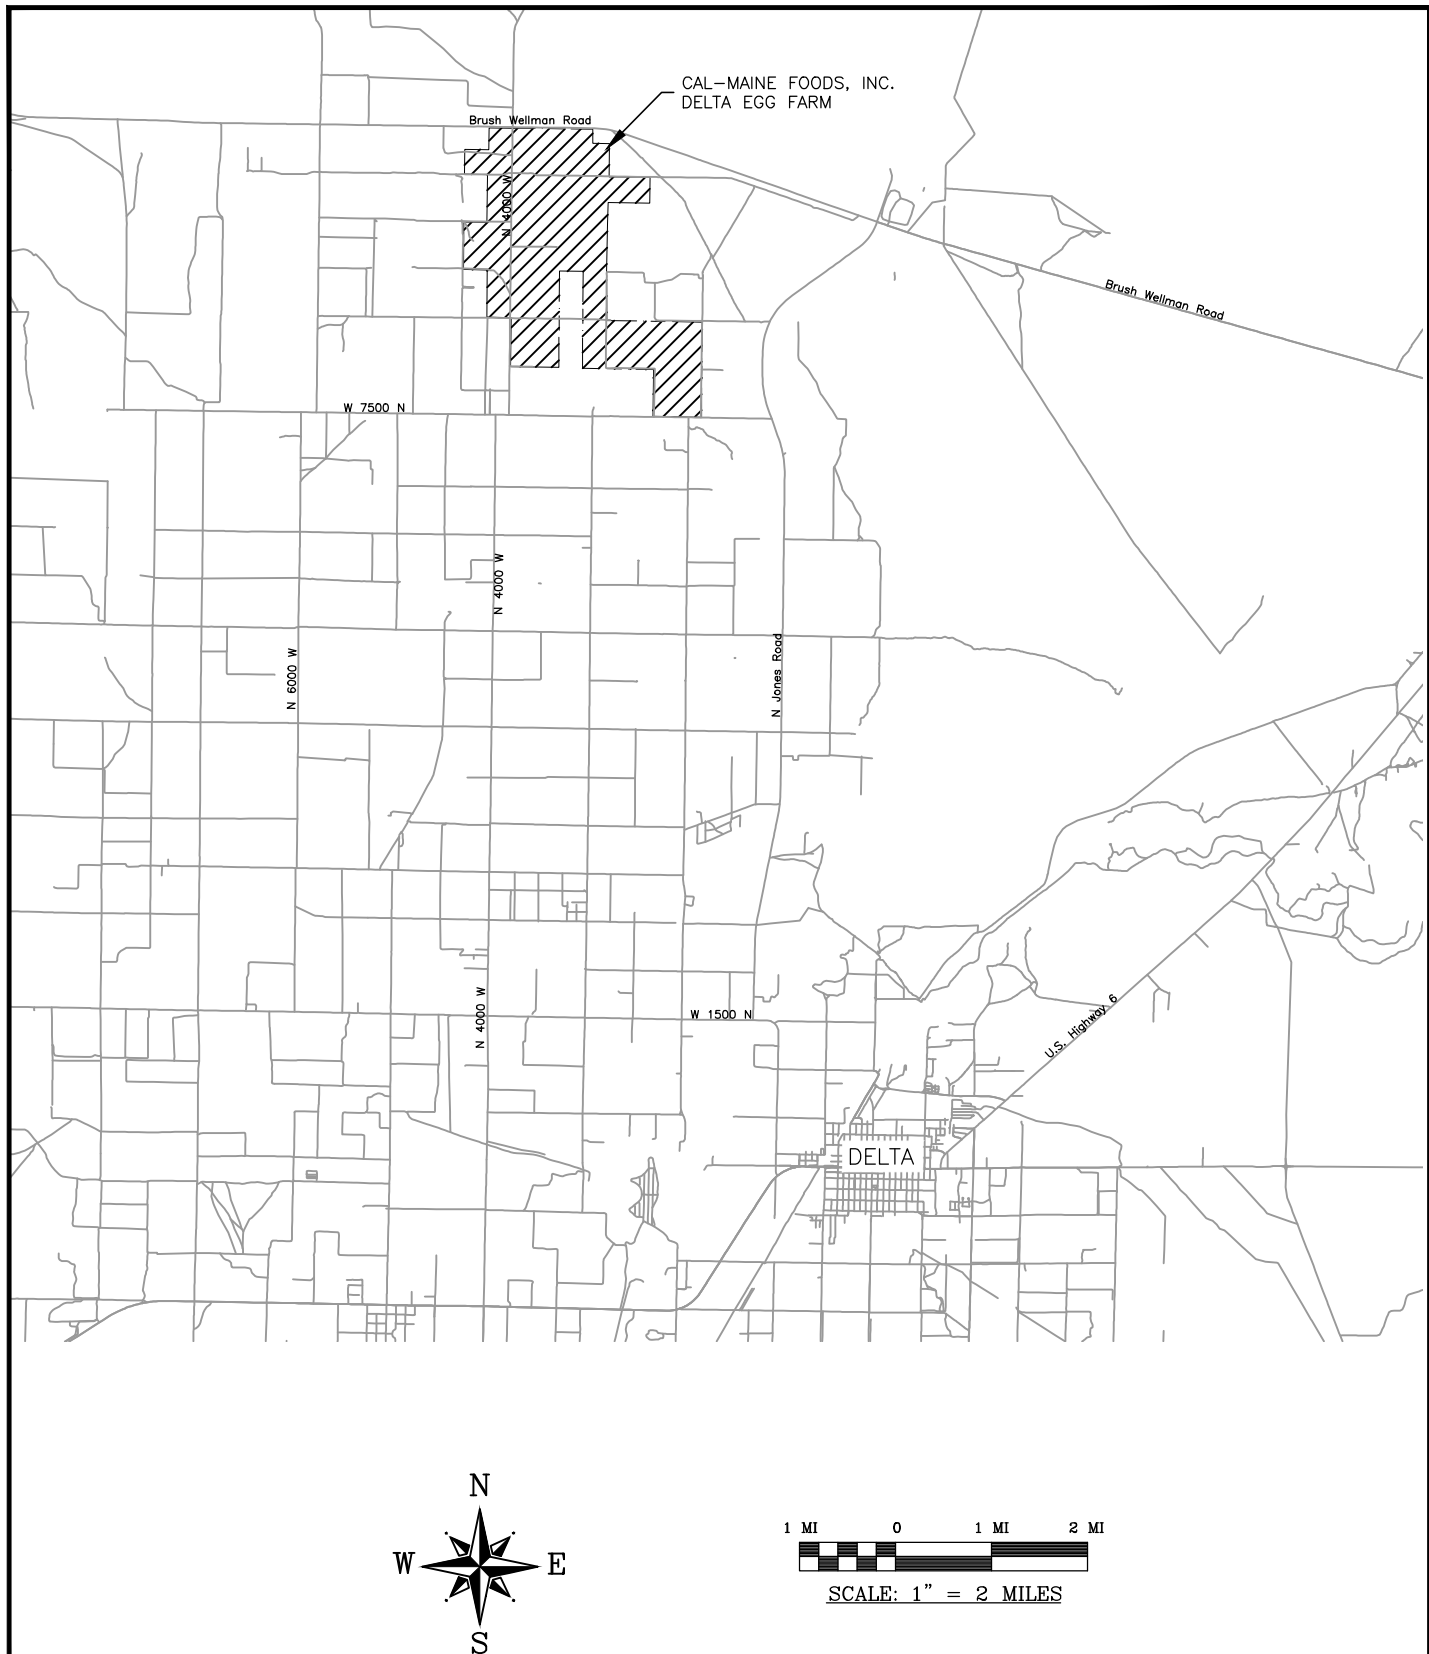 CAL-MAINE FOODS, INC.
DELTA EGG FARM
Brush Wellman Road
N 4000 W
Brush Wellman Road
W 7500 N
N 4000 W
N 6000 W
N Jones Road
N 4000 W
W 1500 N
U.S. Highway 6
DELTA
N
W E
S
1 MI 0 1 MI 2 MI
SCALE: 1" = 2 MILES